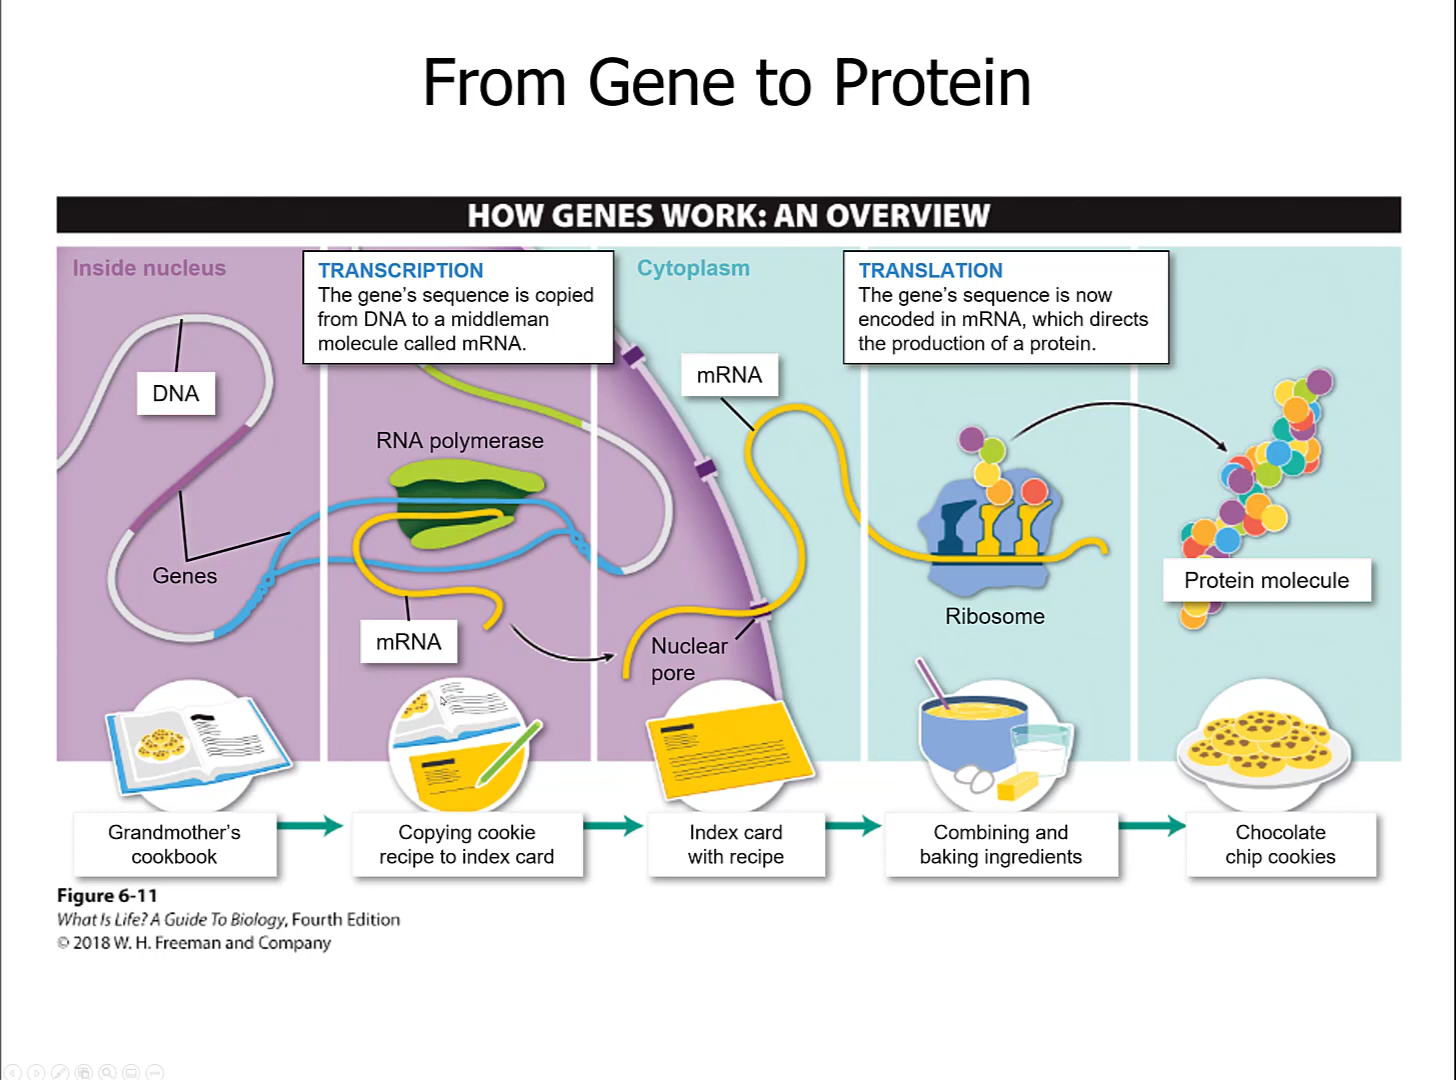 From Gene to Protein
HOW GENES WORK: AN OVERVIEW
Inside nucleus
TRANSCRIPTION
The gene's sequence is copied
from DNA to a middleman
molecule called mRNA.
Cytoplasm
TRANSLATION
The gene's sequence is now
encoded in mRNA, which directs
the production of a protein.
DNA
mRNA
RNA polymerase
Genes
Protein molecule
Ribosome
mRNA
Nuclear
pore
Grandmother's
cookbook
Copying cookie
recipe to index card
Index card
with recipe
Combining and
baking ingredients
Chocolate
chip cookies
Figure 6-11
What Is Life? A Guide To Biology, Fourth Edition
© 2018 W. H. Freeman and Company